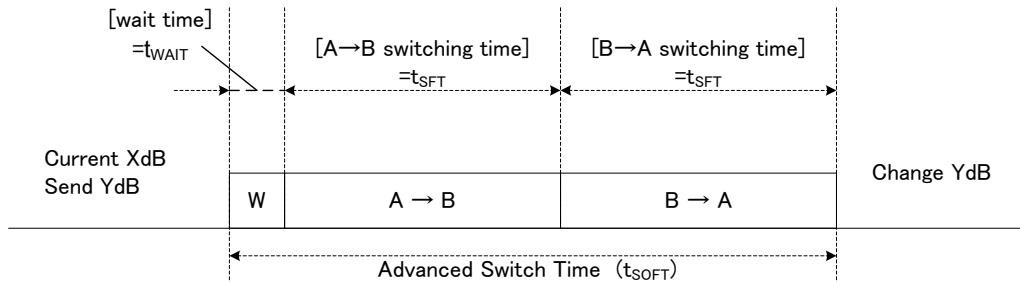 [wait time]
=tWAIT
[A→B switching time]
=tSFT
[B→A switching time]
=tSFT
Current XdB
Send YdB
W
A → B
B → A
Change YdB
Advanced Switch Time (tSOFT)